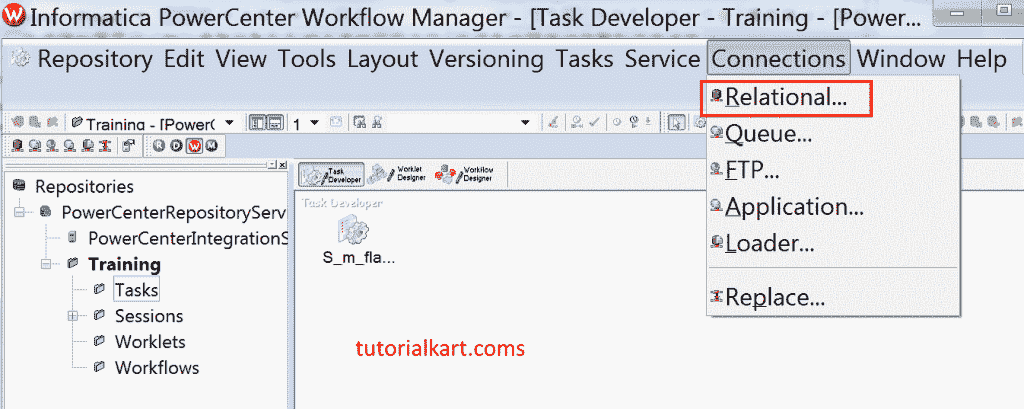 Informatica PowerCenter Workflow Manager - [Task Developer - Training - [Power...
Repository Edit View Tools Layout Versioning Tasks Service Connections Window Help
Relational...
Queue...
FTP...
Application...
Loader...
Replace...
Training - [Power
1
R D W M
Repositories
PowerCenterRepositoryServ
PowerCenterIntegrationS
Training
Tasks
Sessions
Worklets
Workflows
Task Developer
Worklet Designer
Workflow Designer
Task Developer
S_m_fla...
tutorialkart.coms